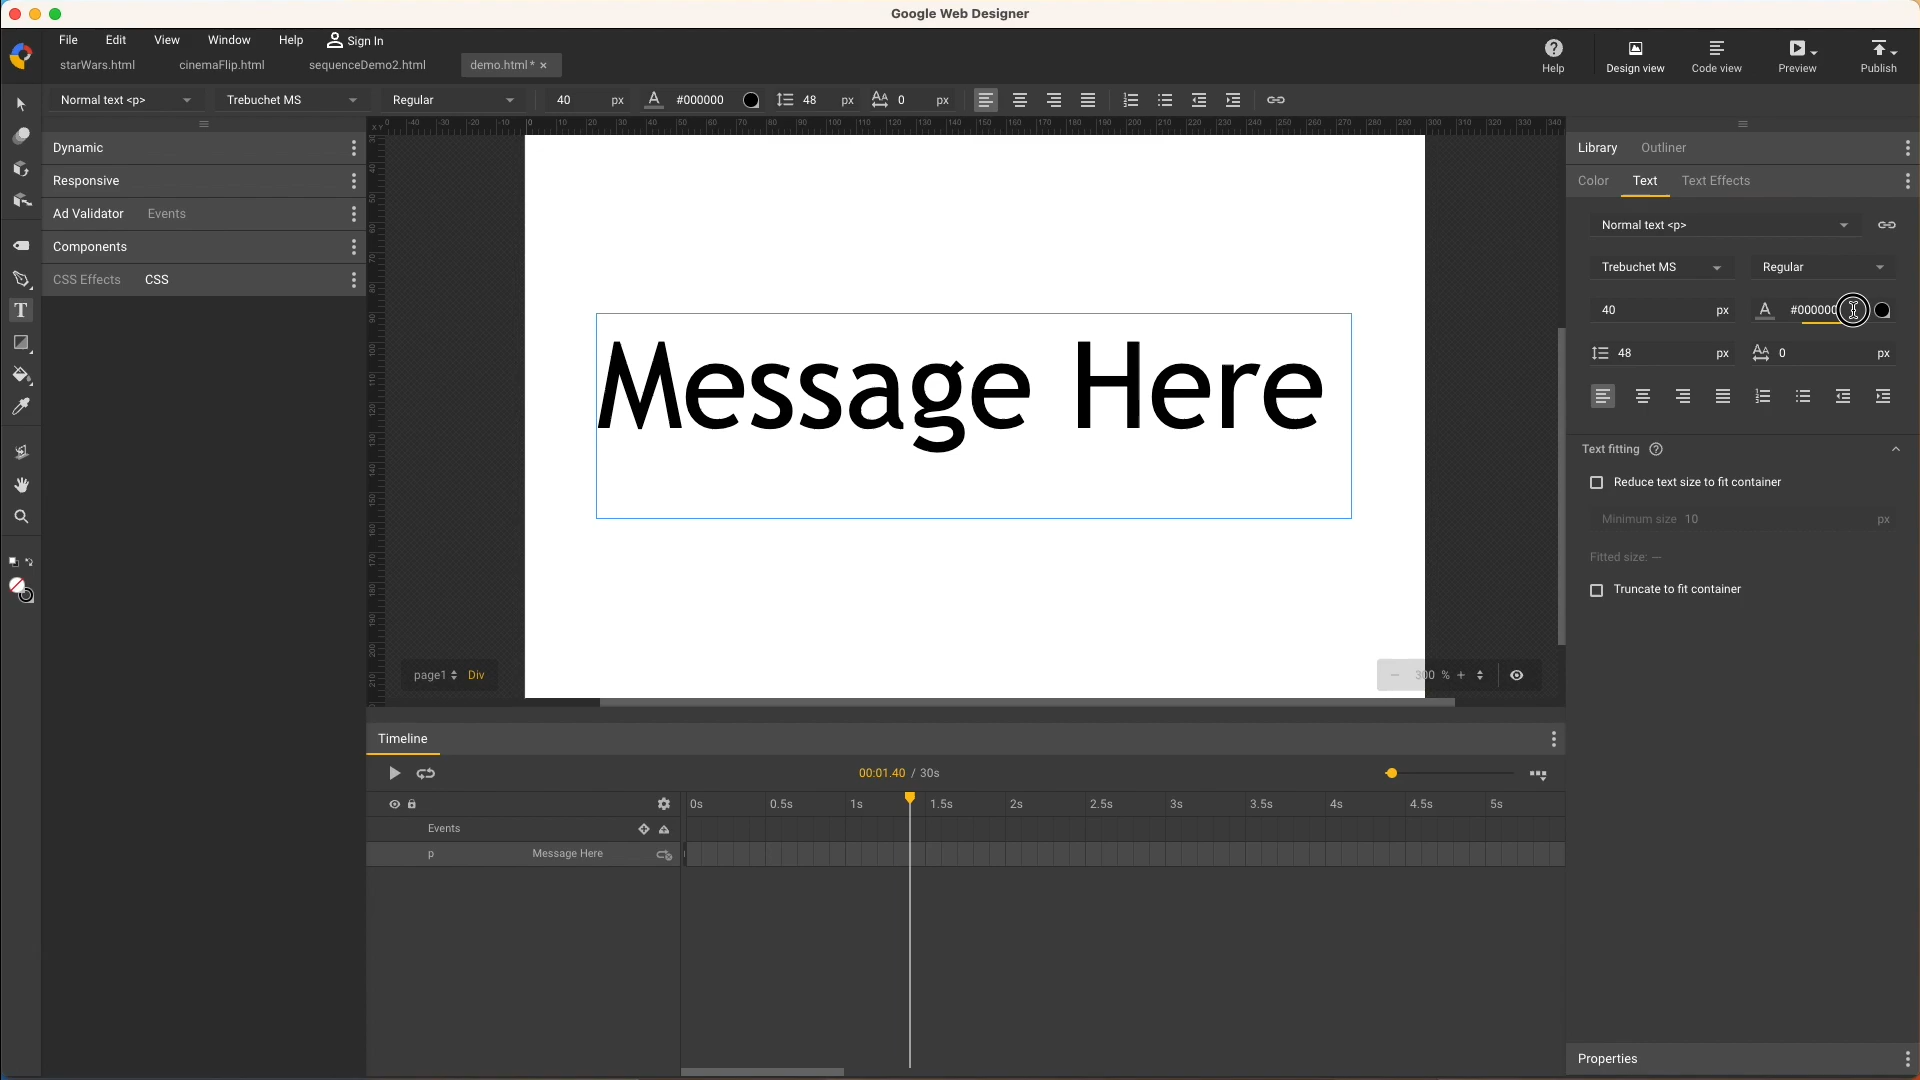 Google Web Designer
File Edit View Window Help Sign In
starWars.html cinemaFlip.html sequenceDemo2.html demo.html* ×
Help Design view Code view Preview Publish
Normal text <p> Trebuchet MS Regular 40 px #000000 48 px 0 px
Dynamic
Responsive
Ad Validator Events
Components
CSS Effects CSS
Message Here
page1 Div
− 300 % +
Library Outliner
Color Text Text Effects
Normal text <p>
Trebuchet MS Regular
40 px #000000
48 px 0 px
Text fitting
Reduce text size to fit container
Minimum size 10 px
Fitted size: —
Truncate to fit container
Timeline
00:01.40 / 30s
0s 0.5s 1s 1.5s 2s 2.5s 3s 3.5s 4s 4.5s 5s
Events
p Message Here
Properties